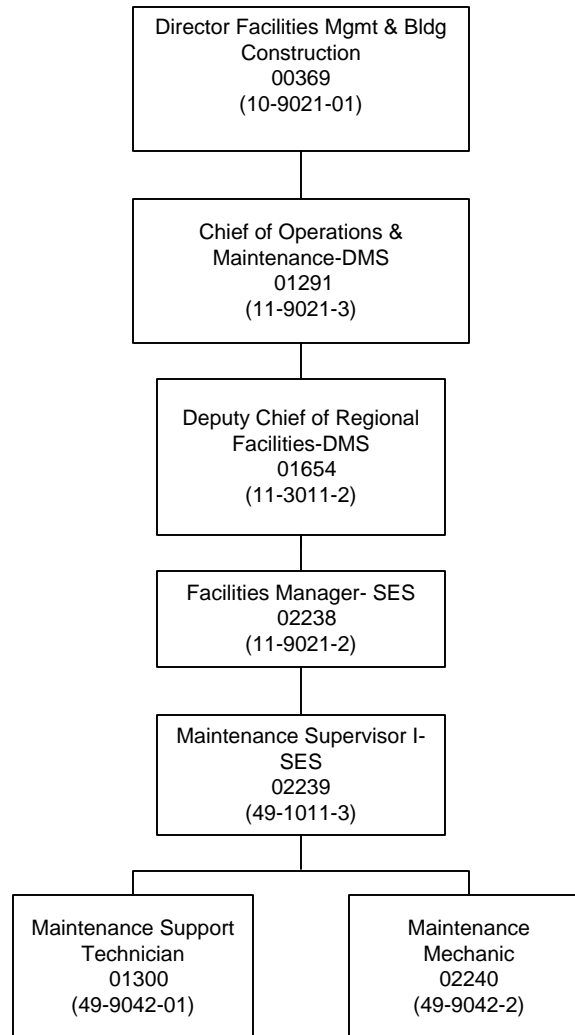 Director Facilities Mgmt & Bldg
Construction
00369
(10-9021-01)
Chief of Operations &
Maintenance-DMS
01291
(11-9021-3)
Deputy Chief of Regional
Facilities-DMS
01654
(11-3011-2)
Facilities Manager- SES
02238
(11-9021-2)
Maintenance Supervisor I-
SES
02239
(49-1011-3)
Maintenance Support
Technician
01300
(49-9042-01)
Maintenance
Mechanic
02240
(49-9042-2)